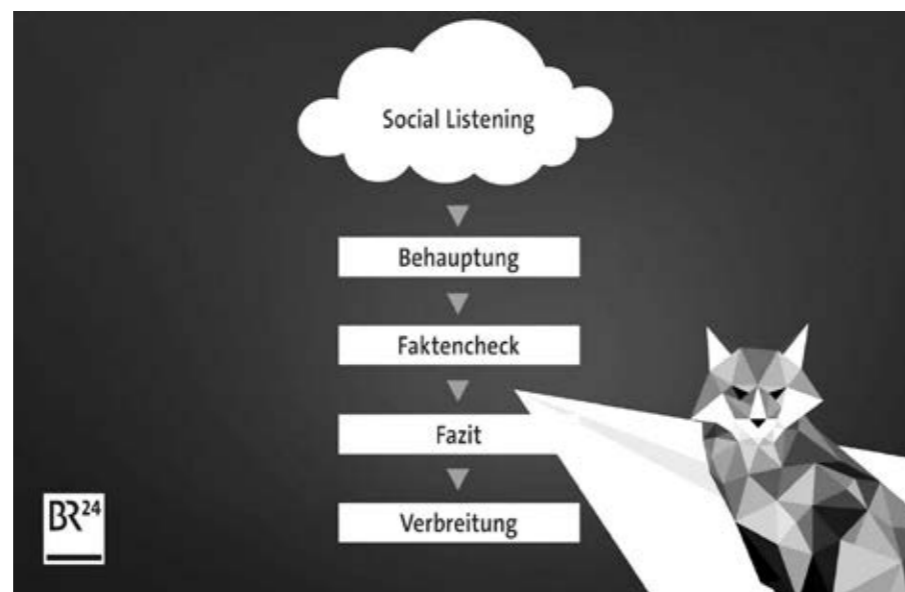 Social Listening
Behauptung
Faktencheck
Fazit
Verbreitung
BR24